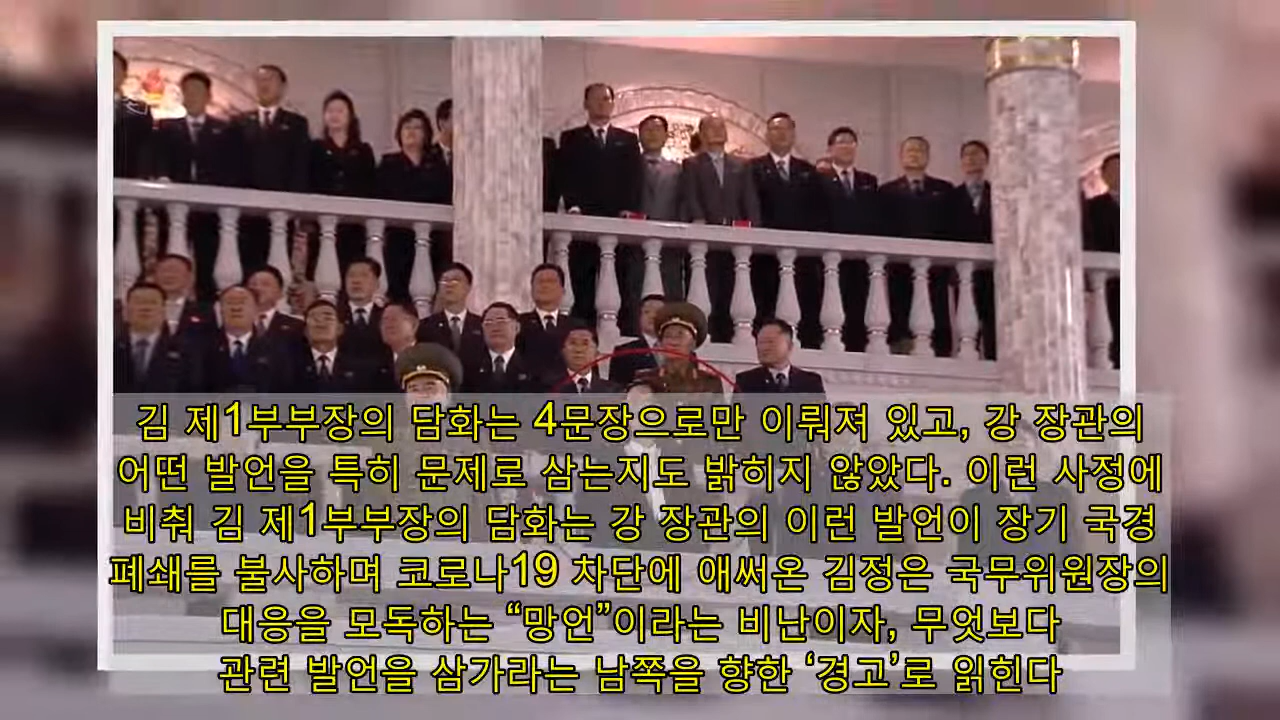 김 제1부부장의 담화는 4문장으로만 이뤄져 있고, 강 장관의
어떤 발언을 특히 문제로 삼는지도 밝히지 않았다. 이런 사정에
비춰 김 제1부부장의 담화는 강 장관의 이런 발언이 장기 국경
폐쇄를 불사하며 코로나19 차단에 애써온 김정은 국무위원장의
대응을 모독하는 “망언”이라는 비난이자, 무엇보다
관련 발언을 삼가라는 남쪽을 향한 ‘경고’로 읽힌다